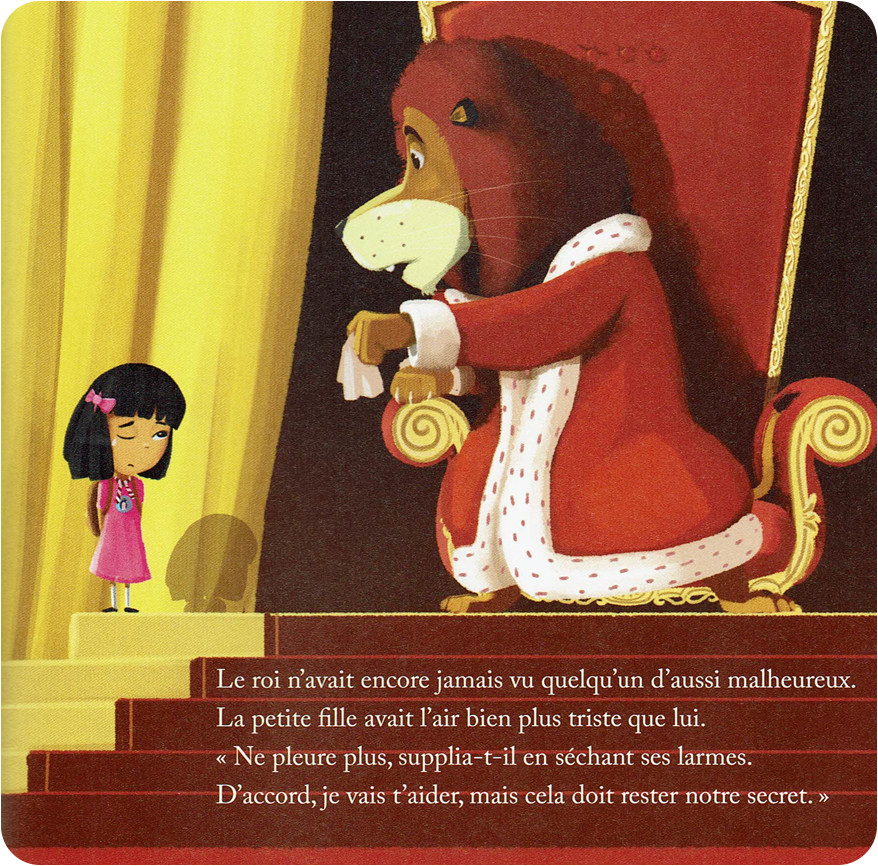 Le roi n’avait encore jamais vu quelqu’un d’aussi malheureux.
La petite fille avait l’air bien plus triste que lui.
« Ne pleure plus, supplia-t-il en séchant ses larmes.
D’accord, je vais t’aider, mais cela doit rester notre secret. »